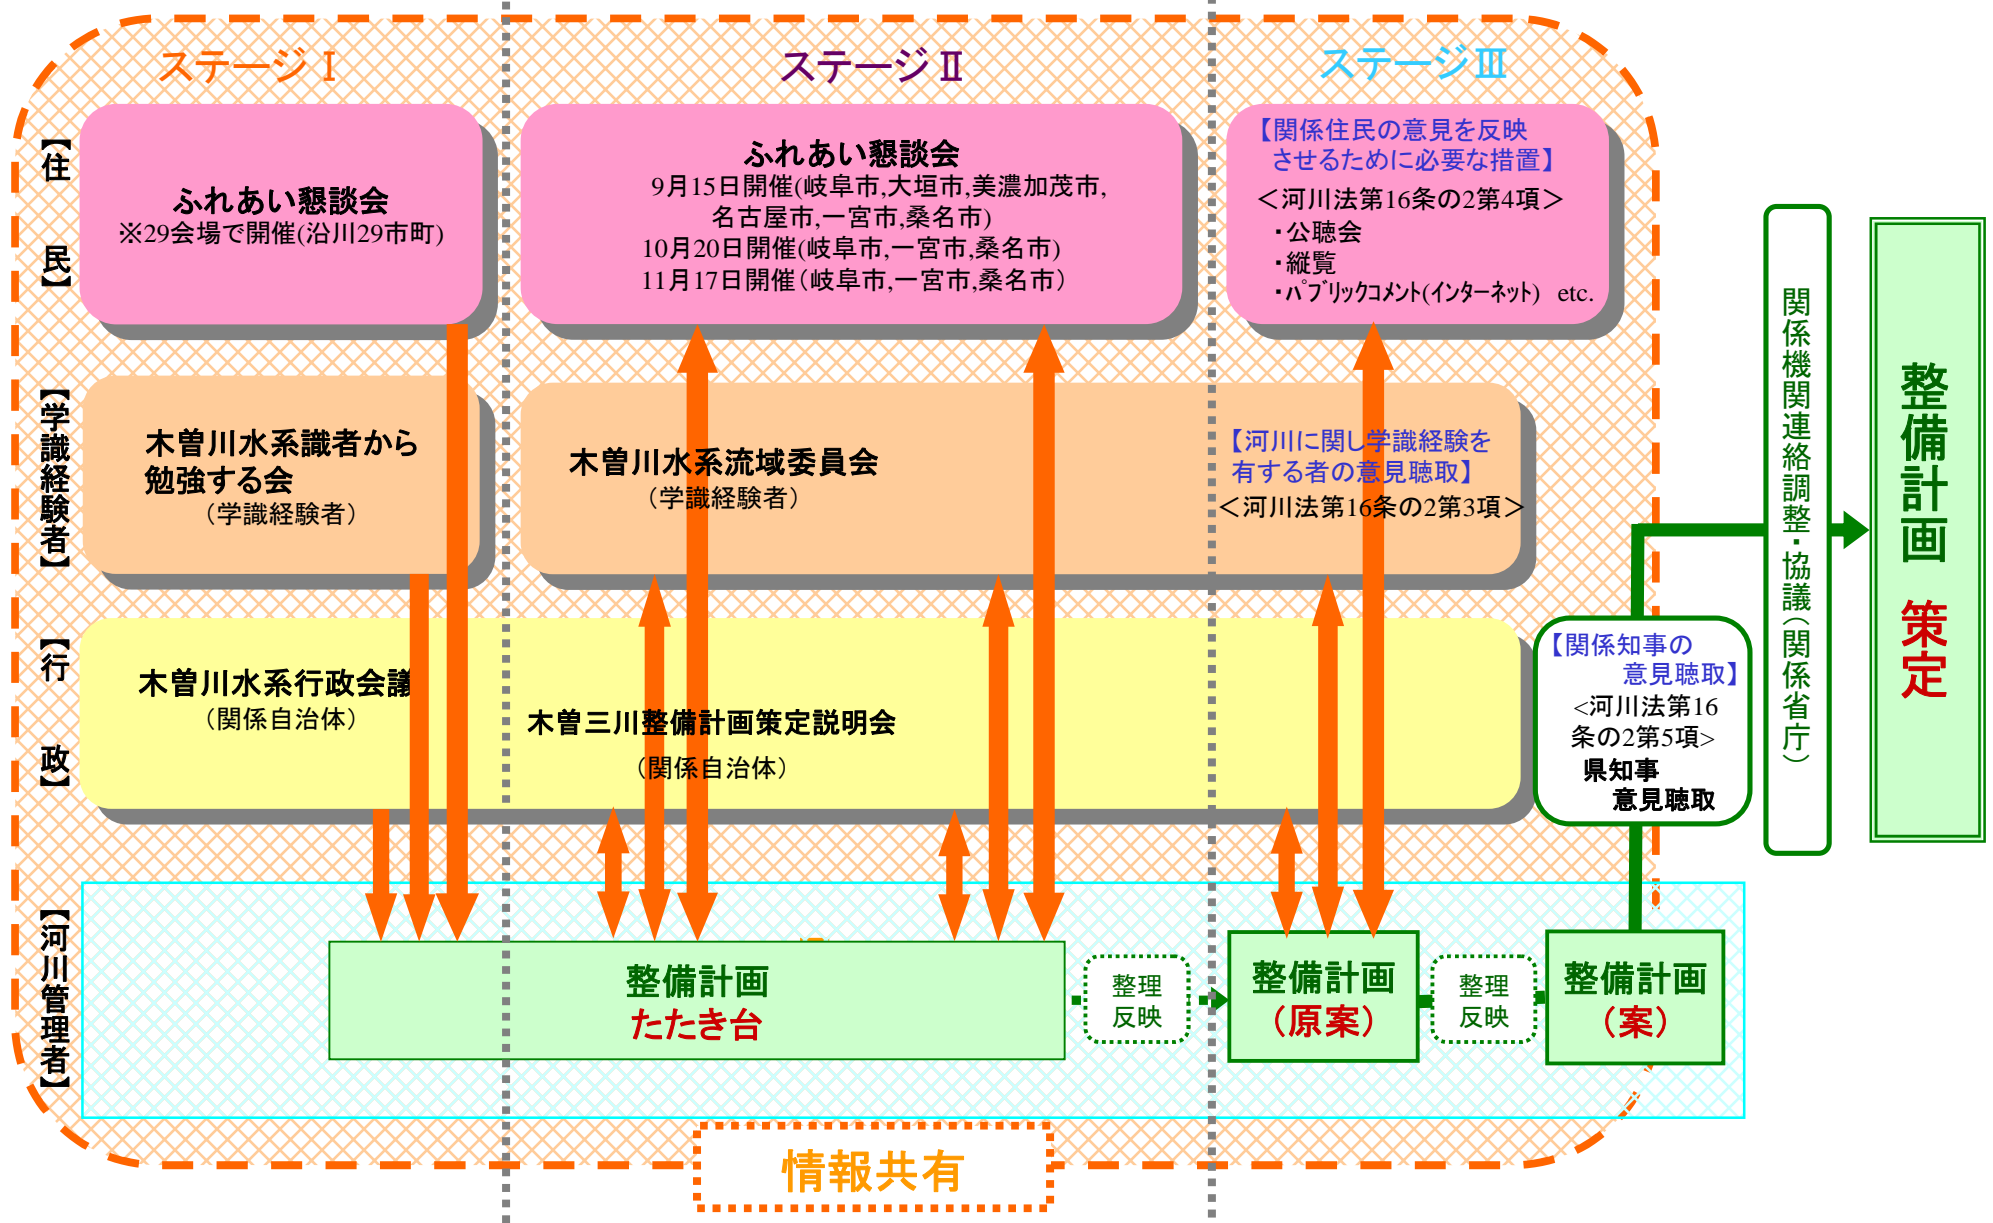 ステージⅠ
ステージⅡ
ステージⅢ
【住民】
ふれあい懇談会
※29会場で開催(沿川29市町)
ふれあい懇談会
9月15日開催(岐阜市,大垣市,美濃加茂市,
名古屋市,一宮市,桑名市)
10月20日開催(岐阜市,一宮市,桑名市)
11月17日開催(岐阜市,一宮市,桑名市)
【関係住民の意見を反映
させるために必要な措置】
＜河川法第16条の2第4項＞
・公聴会
・縦覧
・パブリックコメント(インターネット) etc.
【学識経験者】
木曽川水系識者から
勉強する会
（学識経験者）
木曽川水系流域委員会
（学識経験者）
【河川に関し学識経験を
有する者の意見聴取】
＜河川法第16条の2第3項＞
【行政】
木曽川水系行政会議
（関係自治体）
木曽三川整備計画策定説明会
（関係自治体）
【関係知事の
意見聴取】
<河川法第16
条の2第5項>
県知事
意見聴取
関係機関連絡調整・協議（関係省庁）
整備計画 策定
【河川管理者】
整備計画
たたき台
整理
反映
整備計画
（原案）
整理
反映
整備計画
（案）
情報共有